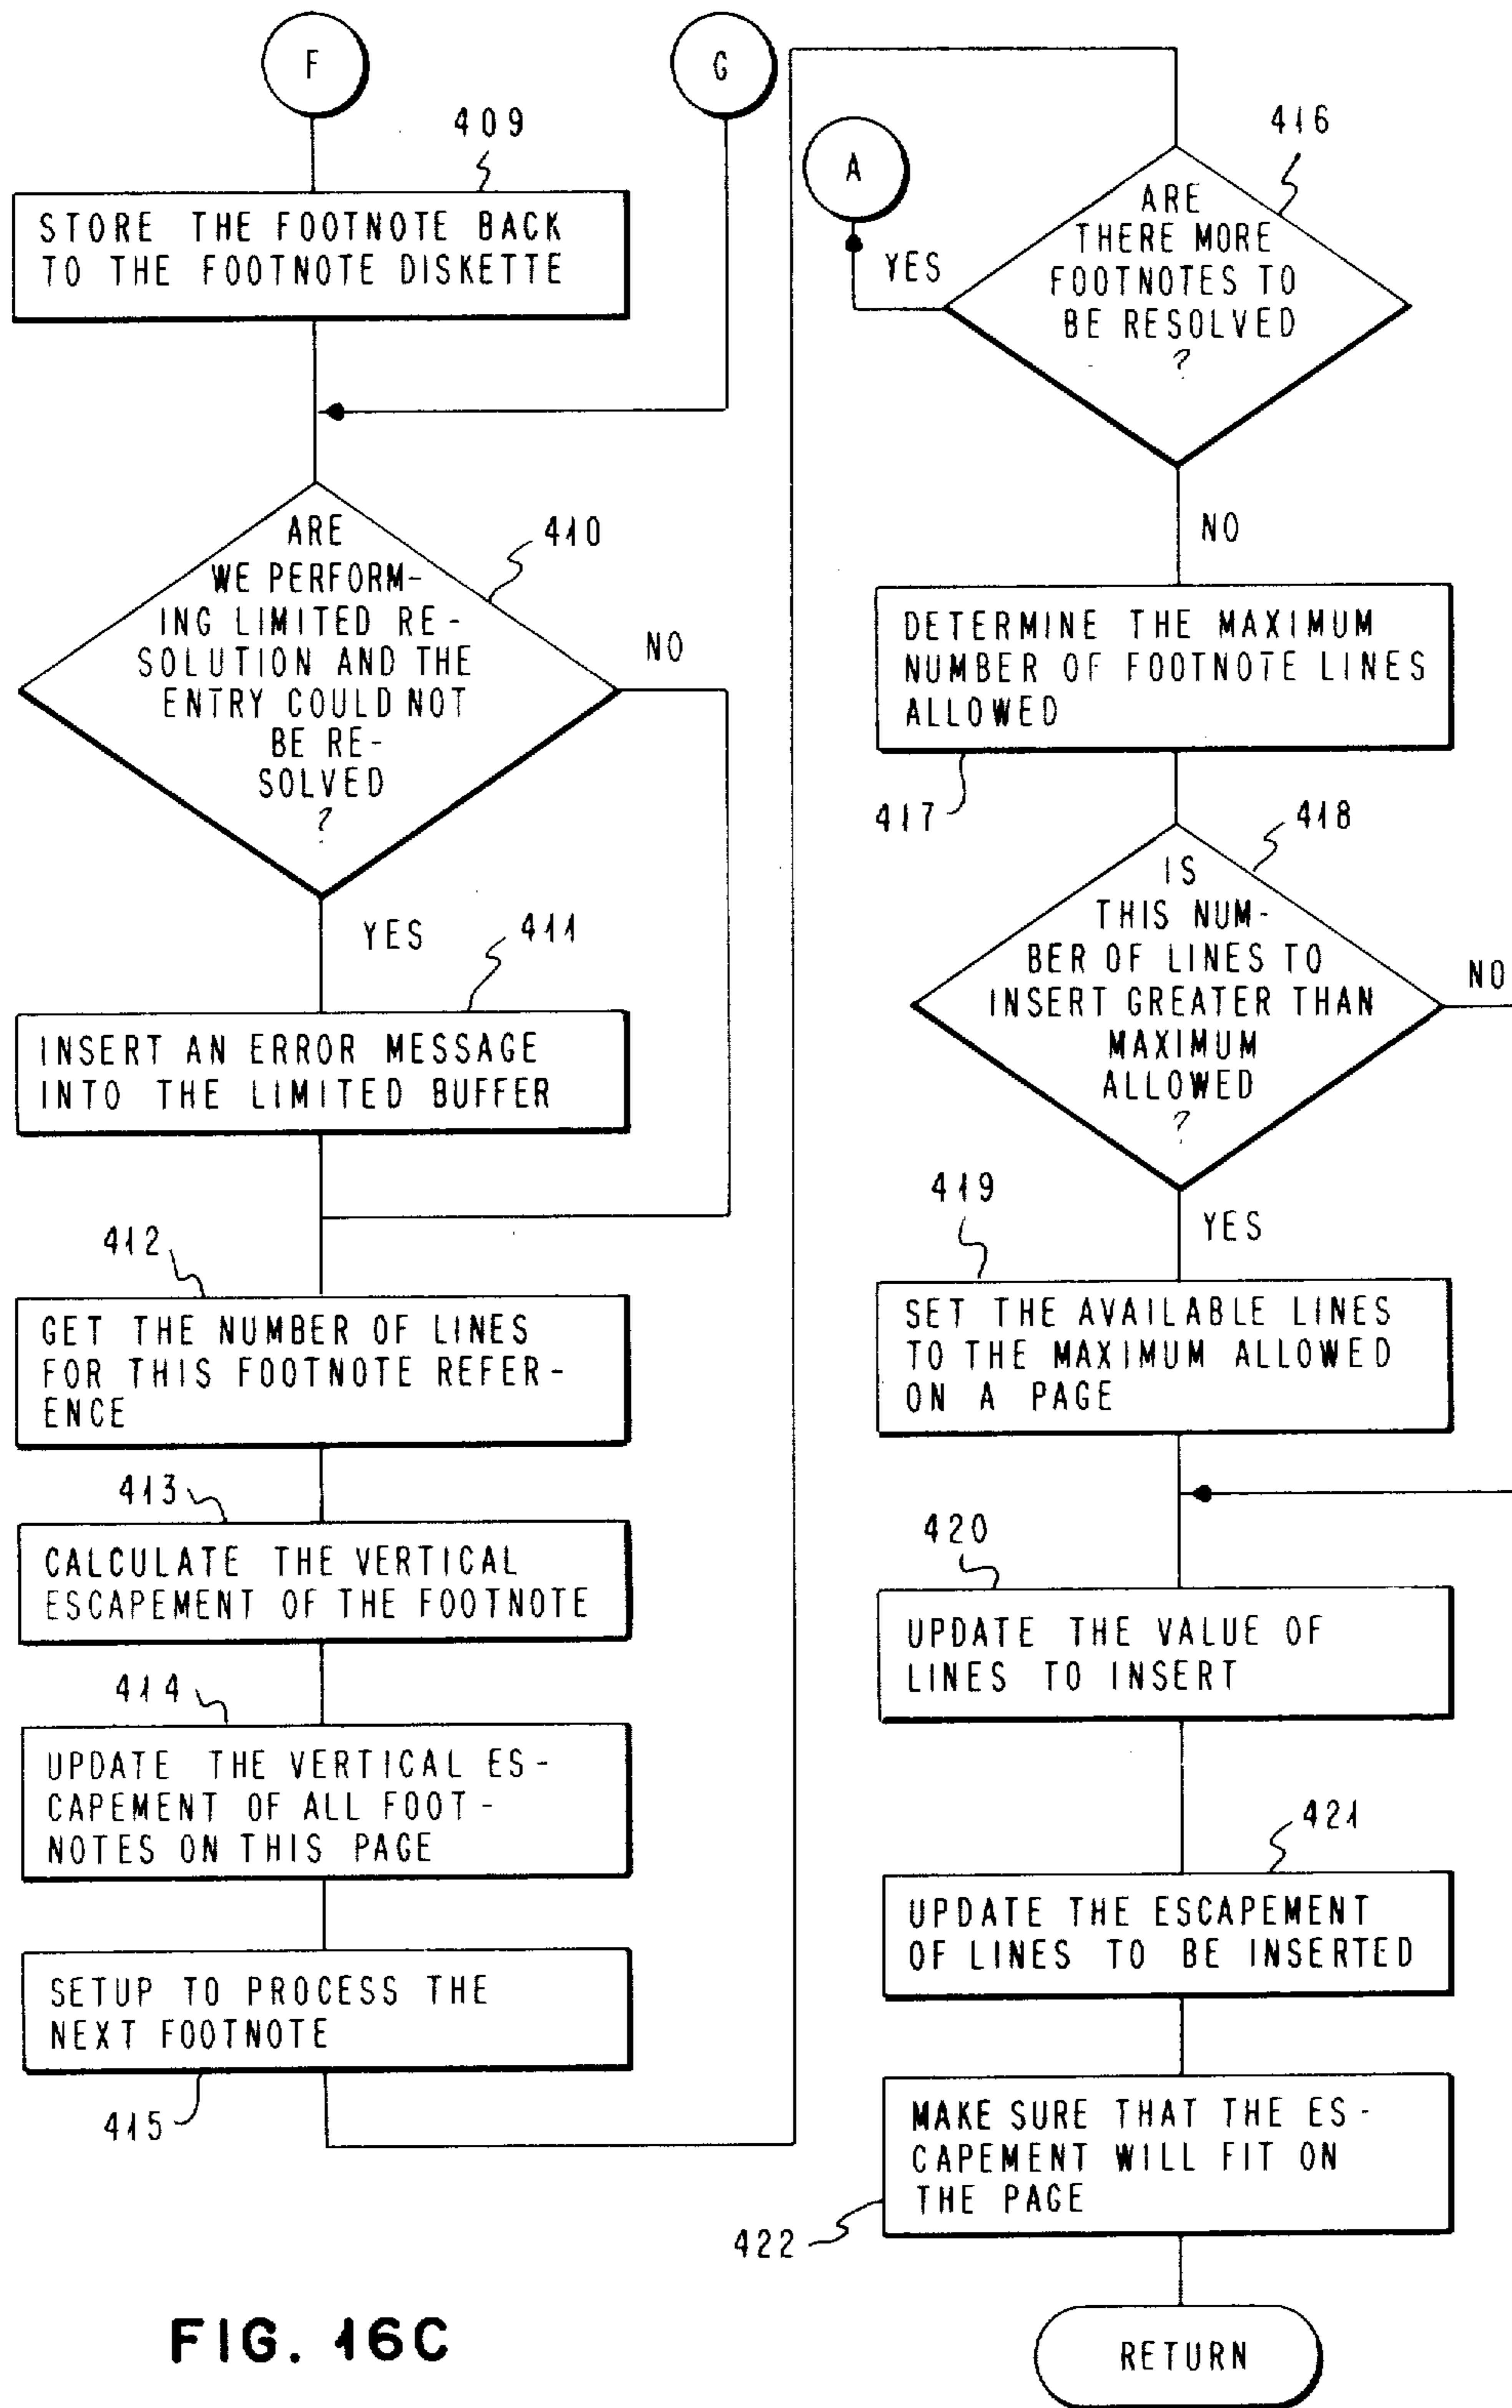 F
409
STORE THE FOOTNOTE BACK
TO THE FOOTNOTE DISKETTE
G
ARE
WE PERFORM-
ING LIMITED RE-
SOLUTION AND THE
ENTRY COULD NOT
BE RE-
SOLVED
?
410
NO
YES
411
INSERT AN ERROR MESSAGE
INTO THE LIMITED BUFFER
412
GET THE NUMBER OF LINES
FOR THIS FOOTNOTE REFER-
ENCE
413
CALCULATE THE VERTICAL
ESCAPEMENT OF THE FOOTNOTE
414
UPDATE THE VERTICAL ES-
CAPEMENT OF ALL FOOT-
NOTES ON THIS PAGE
SETUP TO PROCESS THE
NEXT FOOTNOTE
415
A
YES
416
ARE
THERE MORE
FOOTNOTES TO
BE RESOLVED
?
NO
DETERMINE THE MAXIMUM
NUMBER OF FOOTNOTE LINES
ALLOWED
417
418
IS
THIS NUM-
BER OF LINES TO
INSERT GREATER THAN
MAXIMUM
ALLOWED
?
NO
YES
419
SET THE AVAILABLE LINES
TO THE MAXIMUM ALLOWED
ON A PAGE
420
UPDATE THE VALUE OF
LINES TO INSERT
421
UPDATE THE ESCAPEMENT
OF LINES TO BE INSERTED
MAKE SURE THAT THE ES-
CAPEMENT WILL FIT ON
THE PAGE
422
RETURN
FIG. 16C